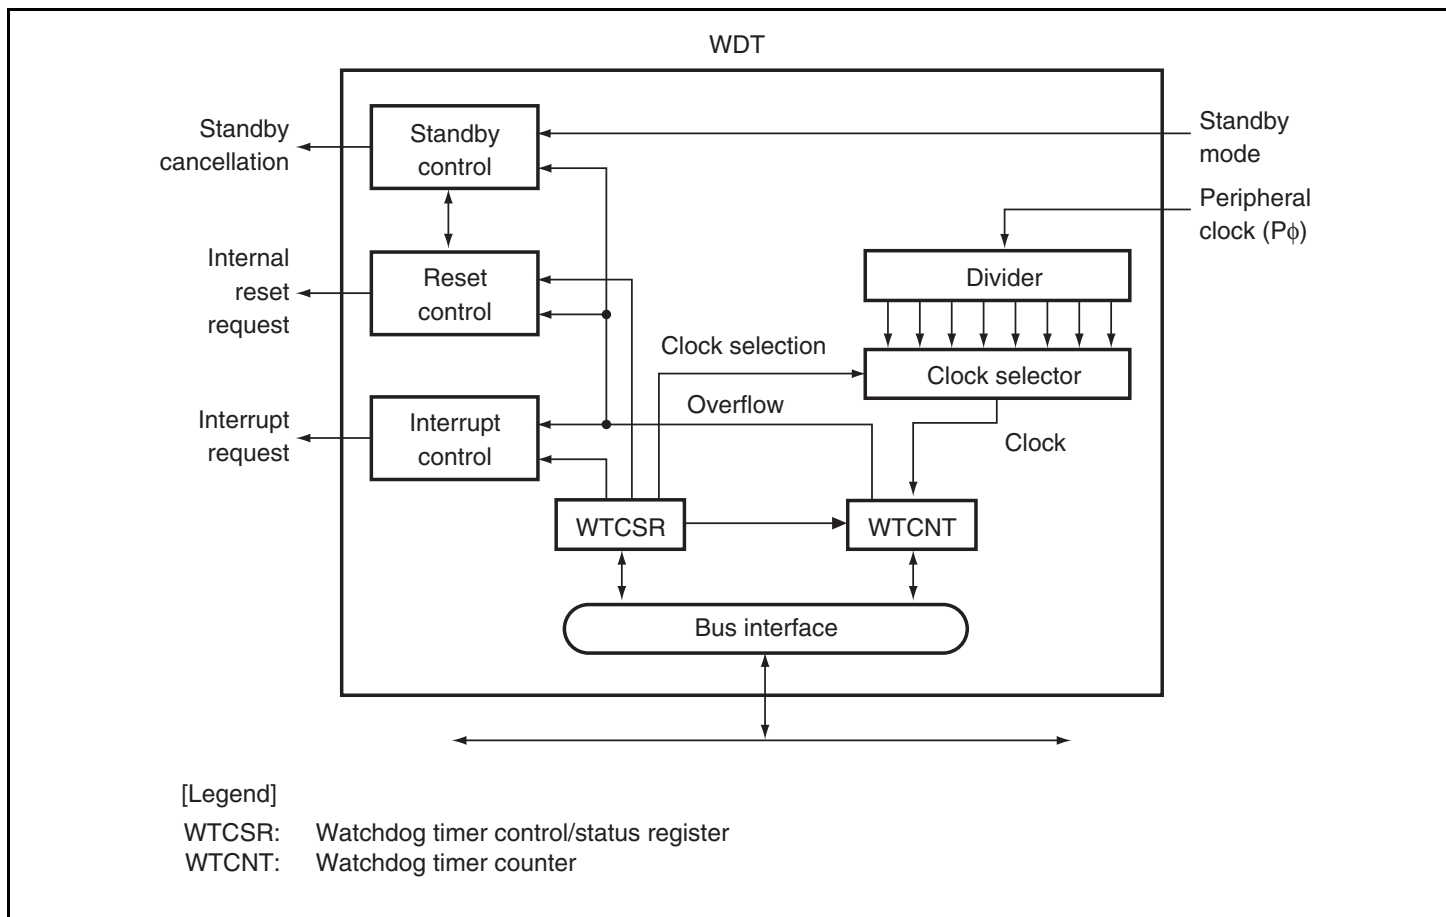 WDT
Standby
cancellation
Standby
control
Standby
mode
Peripheral
clock (Pϕ)
Internal
reset
request
Reset
control
Divider
Clock selection
Clock selector
Overflow
Interrupt
request
Interrupt
control
Clock
WTCSR
WTCNT
Bus interface
[Legend]
WTCSR: Watchdog timer control/status register
WTCNT: Watchdog timer counter